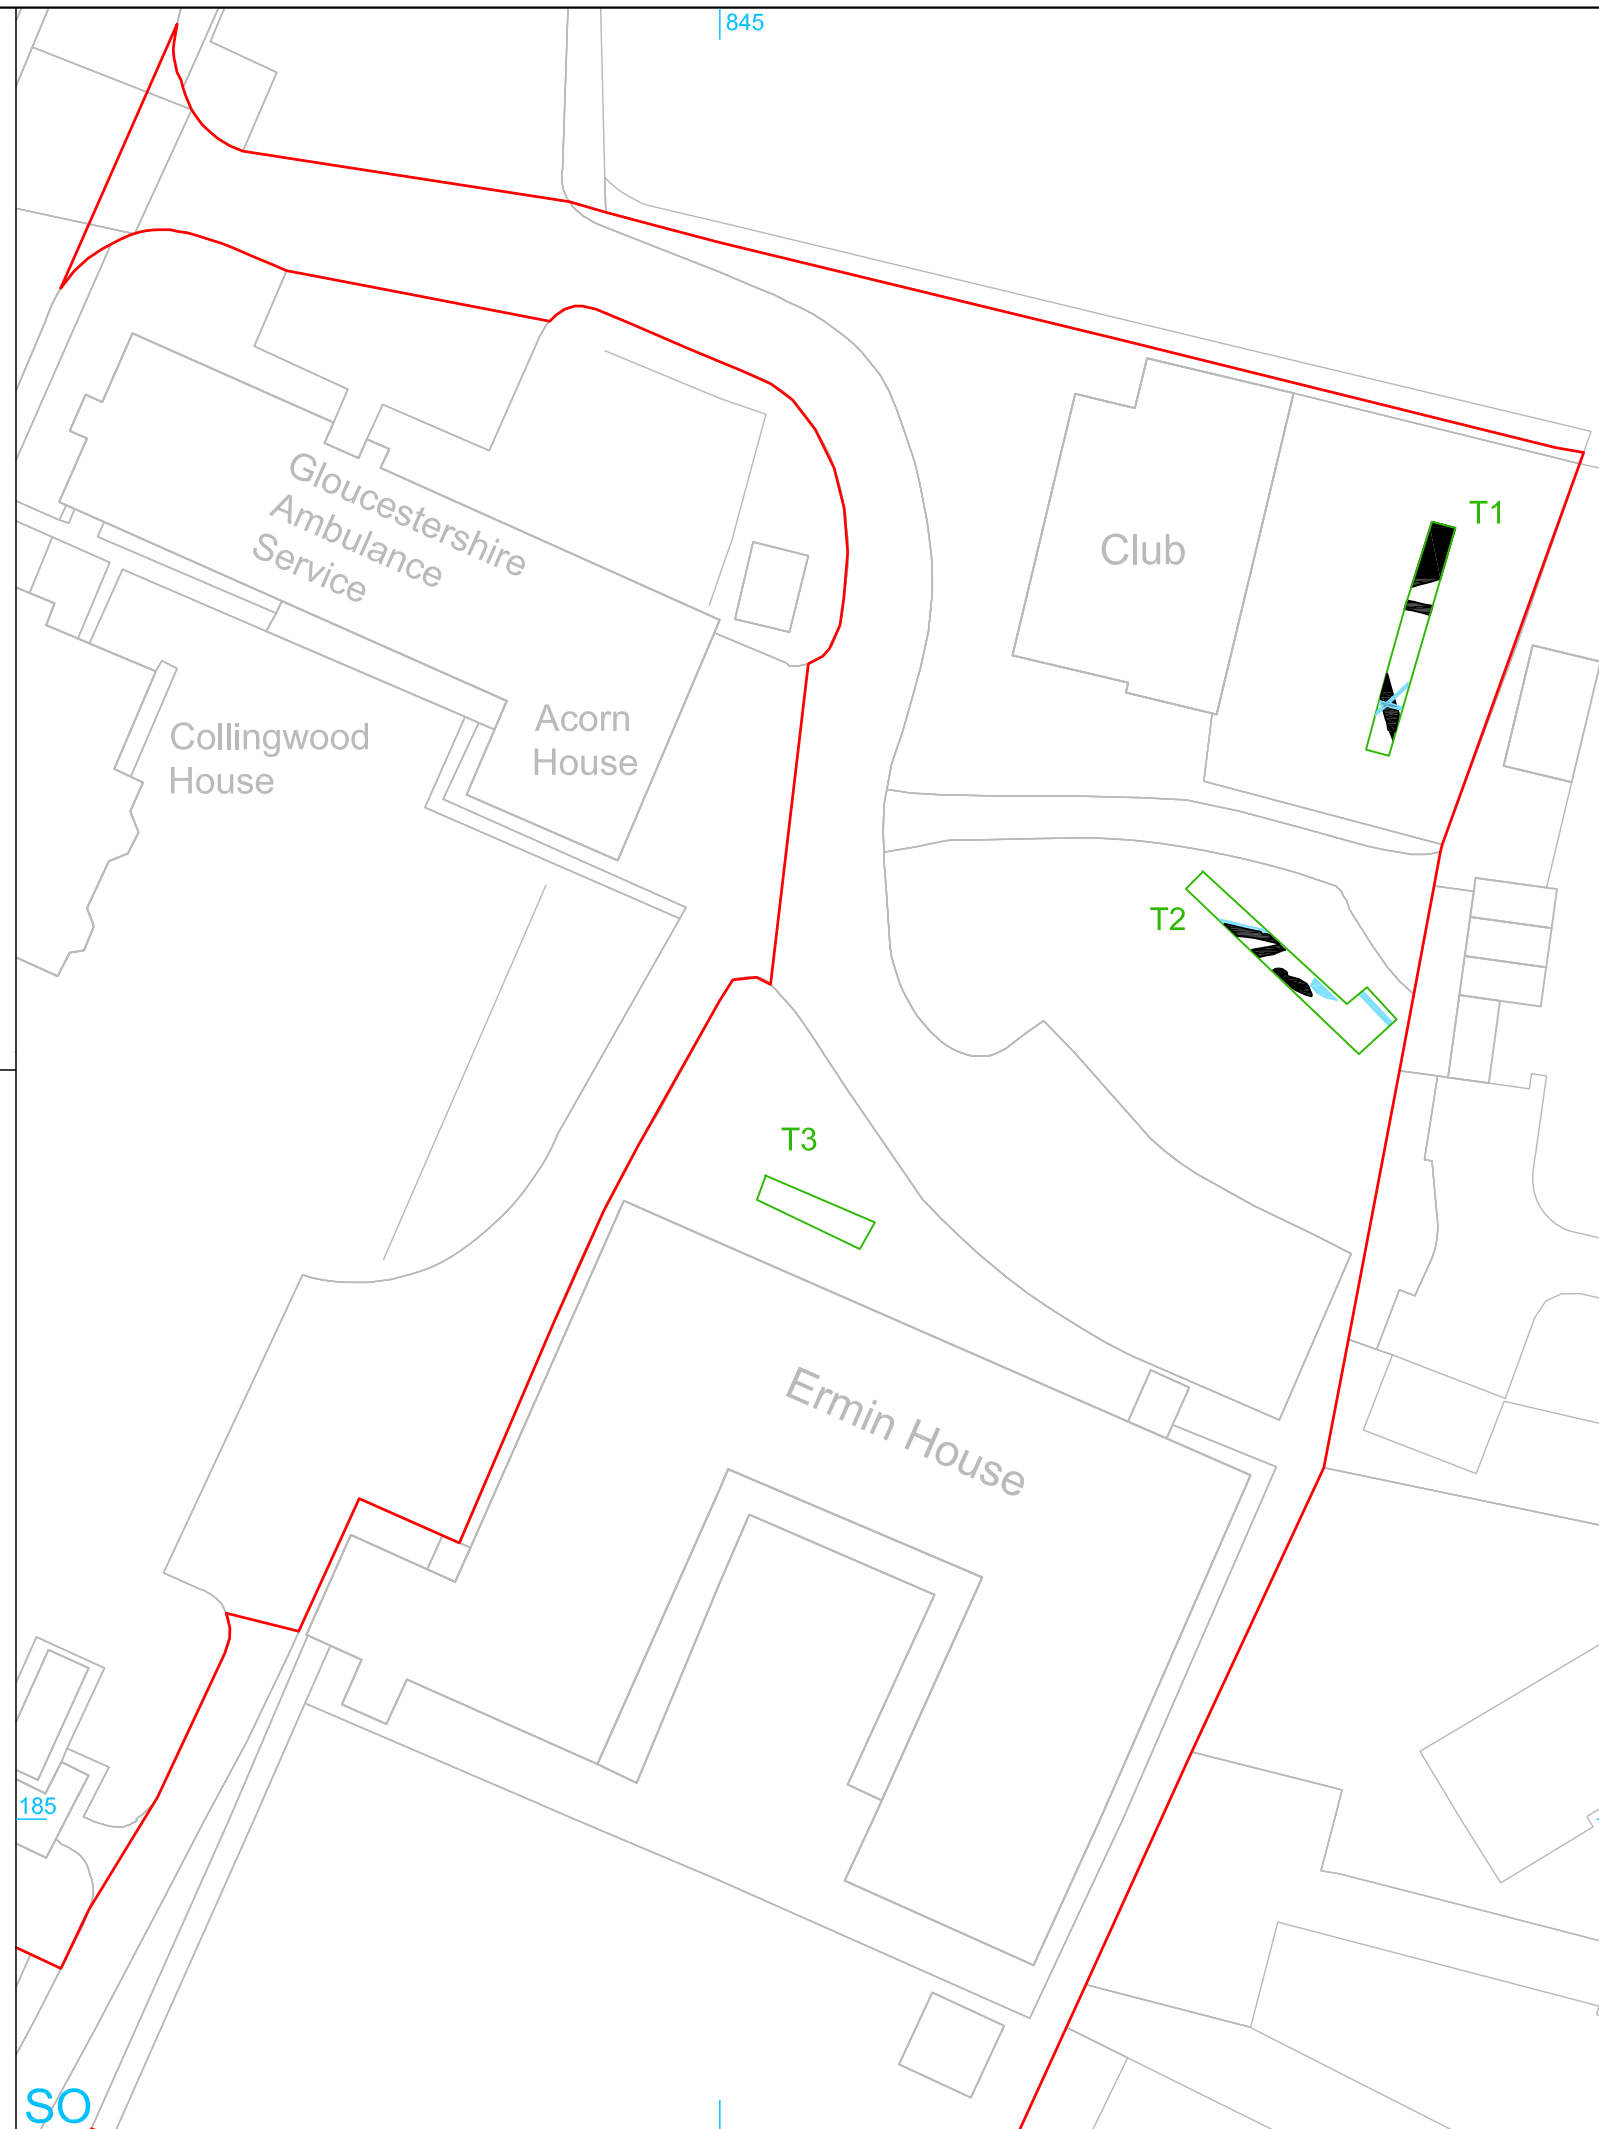 845
T1
Gloucestershire
Ambulance
Service
Club
Collingwood
House
Acorn
House
T2
T3
Ermin House
185
SO